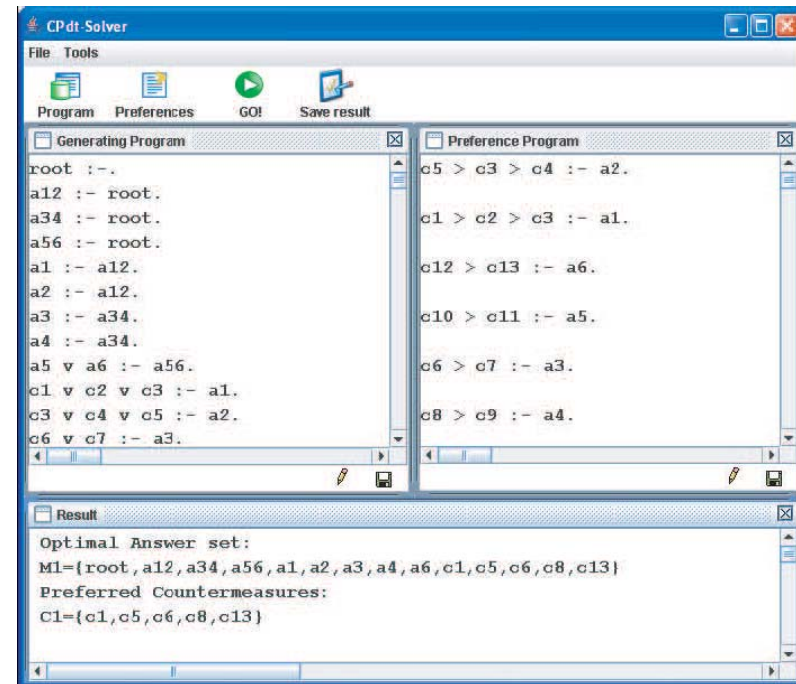 CPdt-Solver
File Tools
Program Preferences GO! Save result
Generating Program
root :-.
a12 :- root.
a34 :- root.
a56 :- root.
a1 :- a12.
a2 :- a12.
a3 :- a34.
a4 :- a34.
a5 v a6 :- a56.
c1 v c2 v c3 :- a1.
c3 v c4 v c5 :- a2.
c6 v c7 :- a3.
Preference Program
c5 > c3 > c4 :- a2.
c1 > c2 > c3 :- a1.
c12 > c13 :- a6.
c10 > c11 :- a5.
c6 > c7 :- a3.
c8 > c9 :- a4.
Result
Optimal Answer set:
M1={root,a12,a34,a56,a1,a2,a3,a4,a6,c1,c5,c6,c8,c13}
Preferred Countermeasures:
C1={c1,c5,c6,c8,c13}